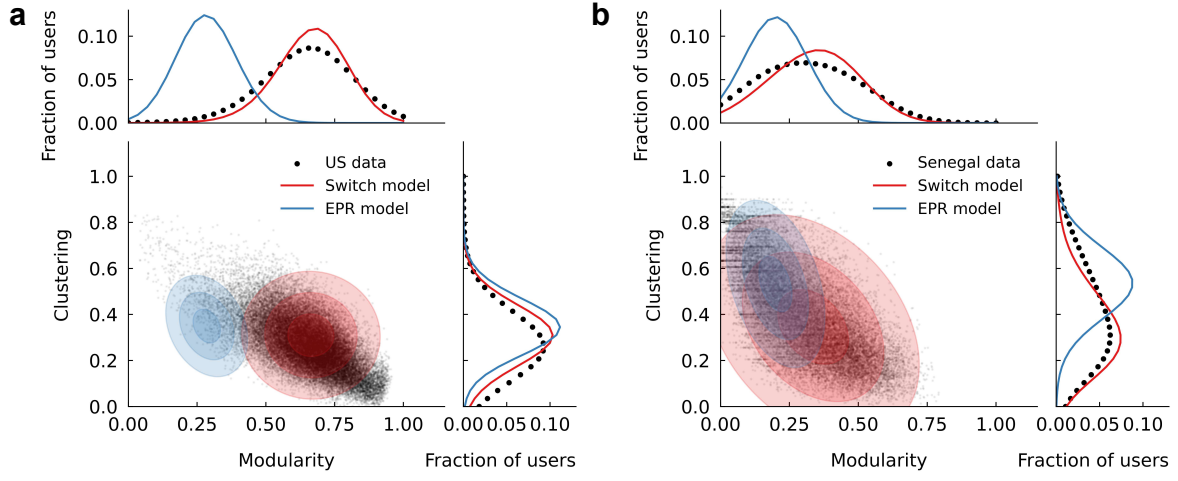 a
Fraction of users
0.10
0.05
0.00
US data
Switch model
EPR model
Clustering
1.0
0.8
0.6
0.4
0.2
0.0
0.00 0.25 0.50 0.75 1.00
Modularity
0.00 0.05 0.10
Fraction of users
b
Fraction of users
0.10
0.05
0.00
Senegal data
Switch model
EPR model
Clustering
1.0
0.8
0.6
0.4
0.2
0.0
0.00 0.25 0.50 0.75 1.00
Modularity
0.00 0.05 0.10
Fraction of users